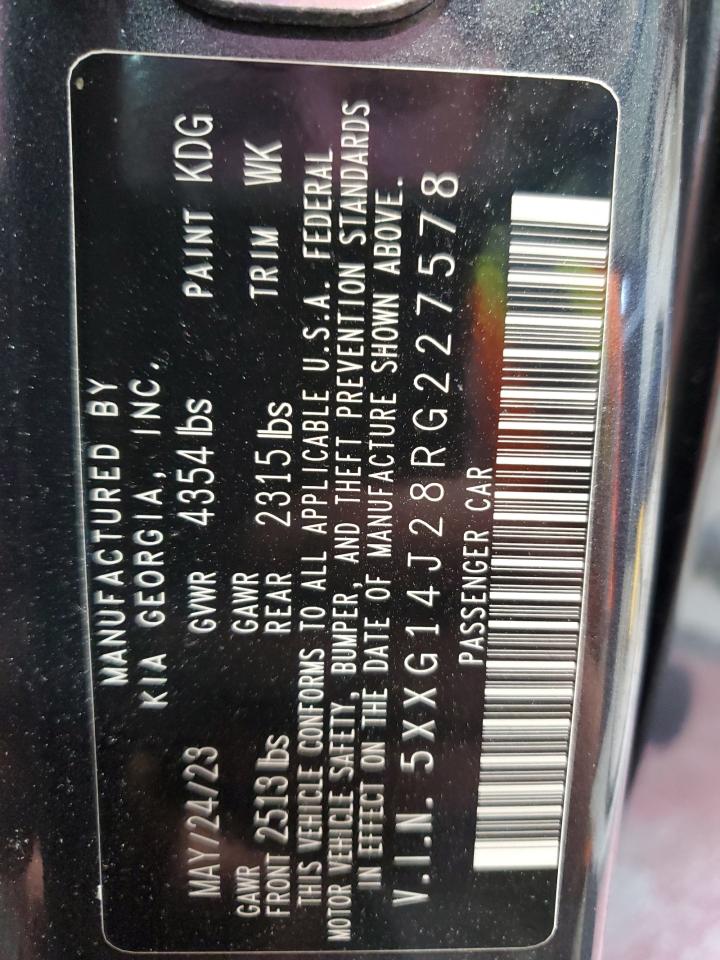 MANUFACTURED BY
KIA GEORGIA, INC.
MAY/24/23 GVWR 4354 lbs PAINT KDG
GAWR GAWR
FRONT 2513 lbs REAR 2315 lbs TRIM WK
THIS VEHICLE CONFORMS TO ALL APPLICABLE U.S.A. FEDERAL
MOTOR VEHICLE SAFETY, BUMPER, AND THEFT PREVENTION STANDARDS
IN EFFECT ON THE DATE OF MANUFACTURE SHOWN ABOVE.
V.I.N. 5XXG14J28RG227578
PASSENGER CAR